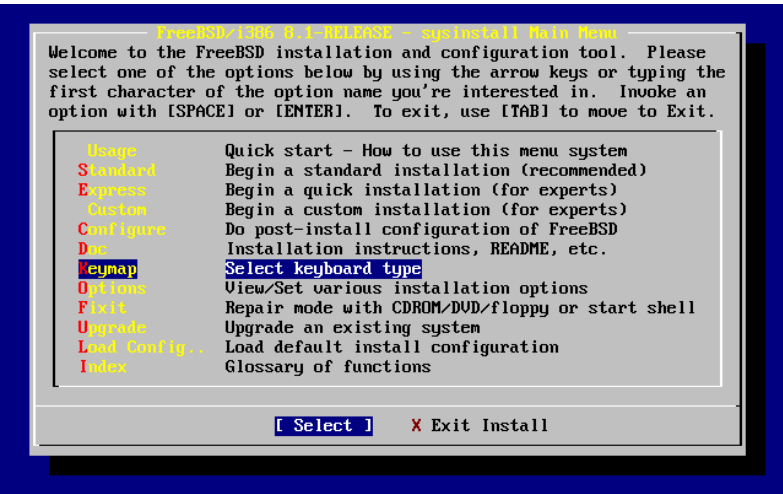 FreeBSD/i386 8.1-RELEASE - sysinstall Main Menu
Welcome to the FreeBSD installation and configuration tool.  Please
select one of the options below by using the arrow keys or typing the
first character of the option name you're interested in.  Invoke an
option with [SPACE] or [ENTER].  To exit, use [TAB] to move to Exit.
Usage Quick start - How to use this menu system
Standard Begin a standard installation (recommended)
Express Begin a quick installation (for experts)
Custom Begin a custom installation (for experts)
Configure Do post-install configuration of FreeBSD
Doc Installation instructions, README, etc.
Keymap Select keyboard type
Options View/Set various installation options
Fixit Repair mode with CDROM/DVD/floppy or start shell
Upgrade Upgrade an existing system
Load Config.. Load default install configuration
Index Glossary of functions
[ Select ] X Exit Install